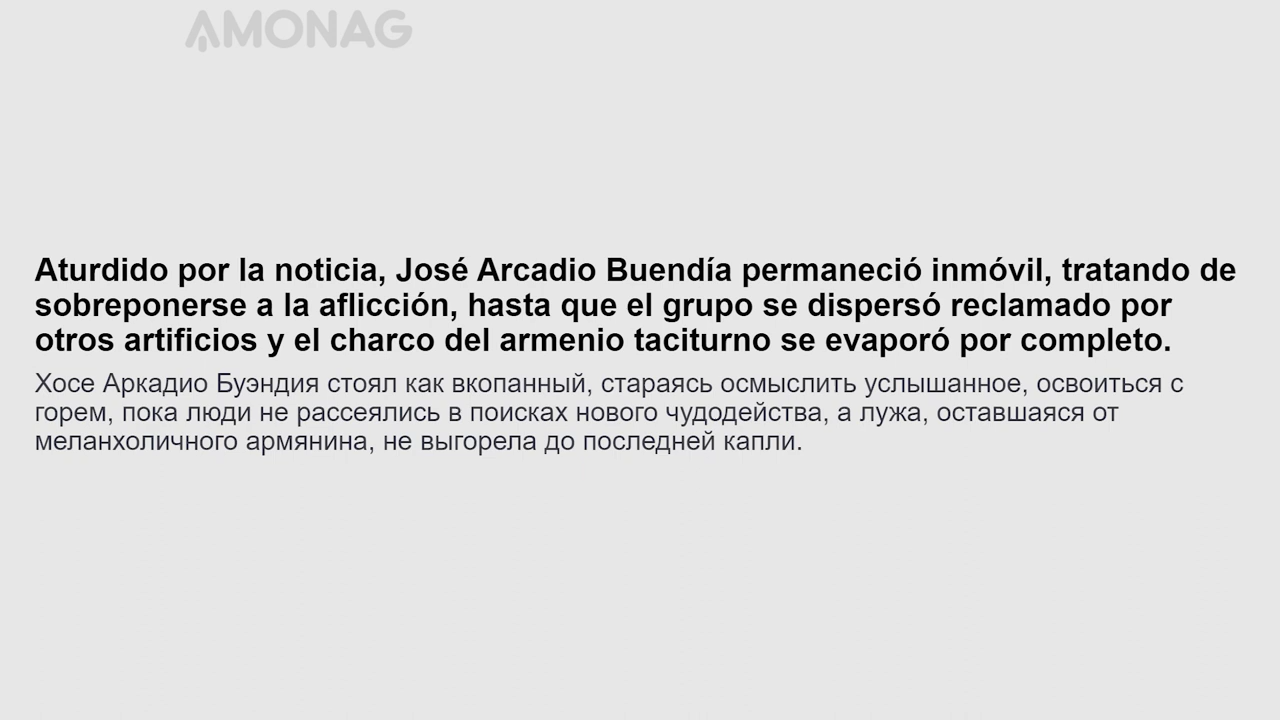 AMONAG
Aturdido por la noticia, José Arcadio Buendía permaneció inmóvil, tratando de
sobreponerse a la aflicción, hasta que el grupo se dispersó reclamado por
otros artificios y el charco del armenio taciturno se evaporó por completo.
Хосе Аркадио Буэндия стоял как вкопанный, стараясь осмыслить услышанное, освоиться с
горем, пока люди не рассеялись в поисках нового чудодейства, а лужа, оставшаяся от
меланхоличного армянина, не выгорела до последней капли.